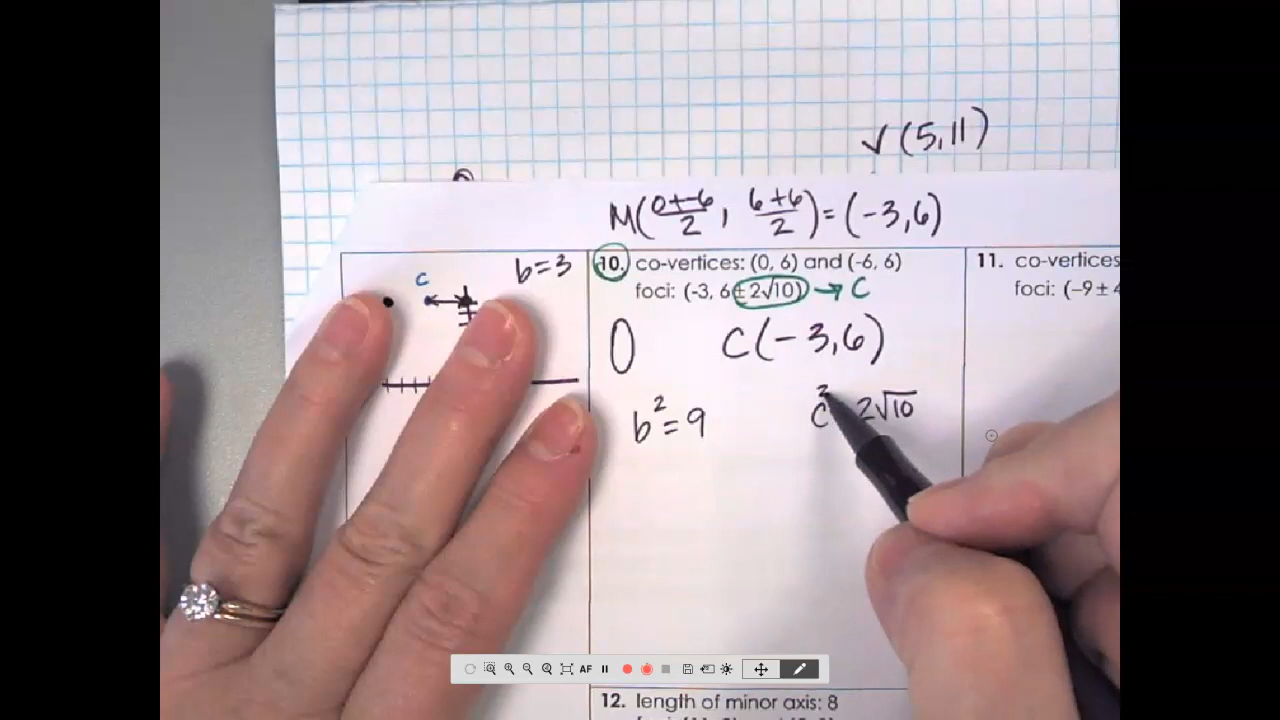 √(5,11)
M(0+-6/2, 6+6/2)=(-3,6)
b=3
C
10. co-vertices: (0, 6) and (-6, 6)
foci: (-3, 6±2√10) → C
C(-3,6)
b²=9
c² 2√10
11. co-vertices
foci: (-9±4
12. length of minor axis: 8
AF